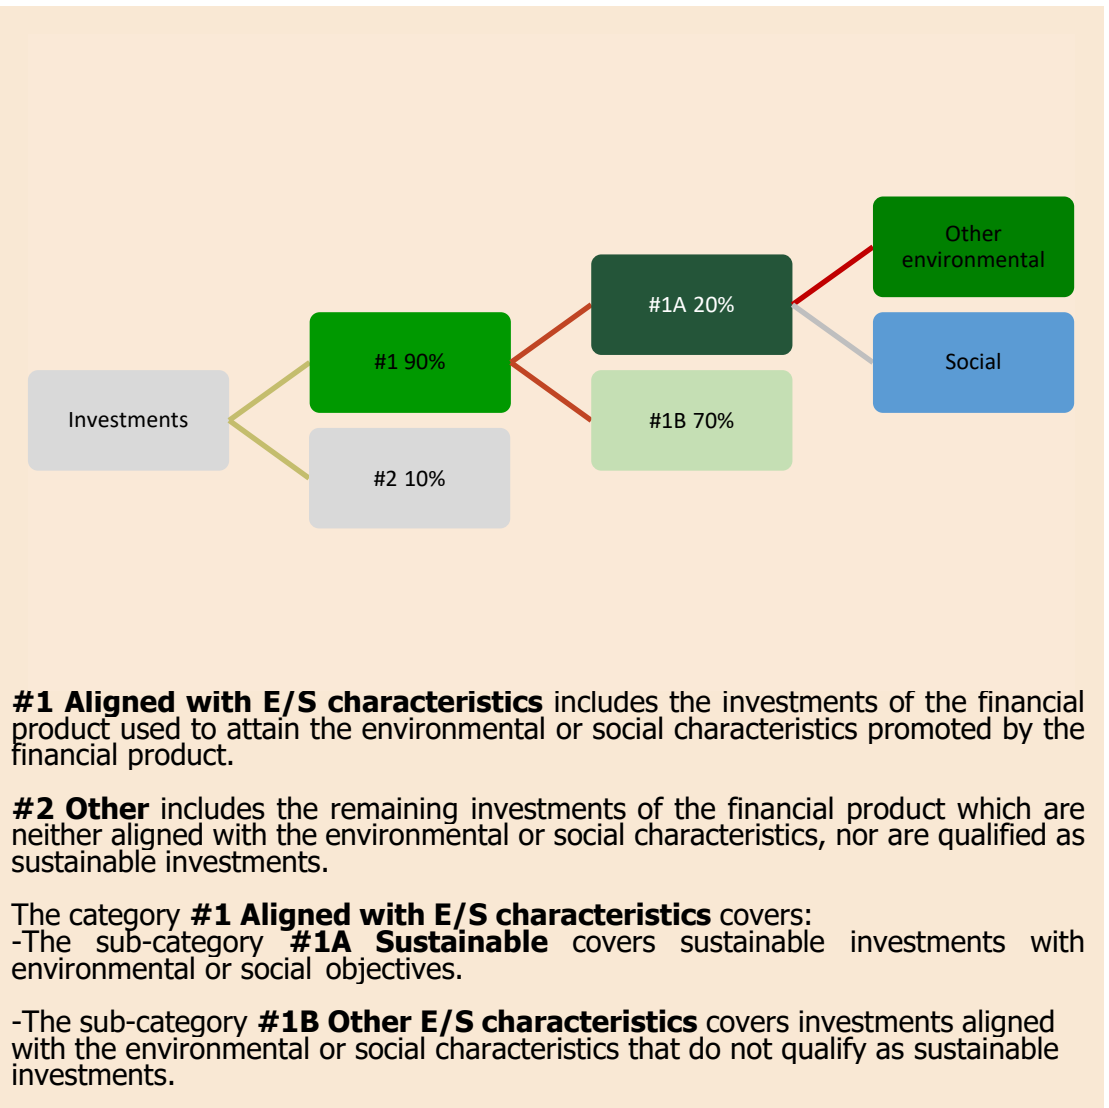 Other
environmental
#1A 20%
#1 90%
Social
Investments
#1B 70%
#2 10%
#1 Aligned with E/S characteristics includes the investments of the financial
product used to attain the environmental or social characteristics promoted by the
financial product.
#2 Other includes the remaining investments of the financial product which are
neither aligned with the environmental or social characteristics, nor are qualified as
sustainable investments.
The category #1 Aligned with E/S characteristics covers:
-The sub-category #1A Sustainable covers sustainable investments with
environmental or social objectives.
-The sub-category #1B Other E/S characteristics covers investments aligned
with the environmental or social characteristics that do not qualify as sustainable
investments.